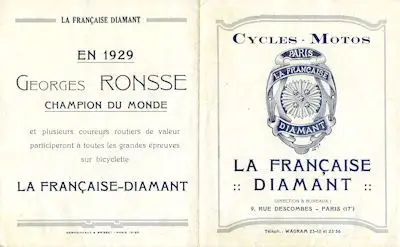 LA FRANÇAISE DIAMANT
EN 1929
GEORGES RONSSE
CHAMPION DU MONDE
et plusieurs coureurs routiers de valeur
participeront à toutes les grandes épreuves
sur bicyclette
LA FRANÇAISE-DIAMANT
CYCLES - MOTOS
PARIS
LA FRANÇAISE
DIAMANT
LA FRANÇAISE
:: DIAMANT ::
DIRECTION & BUREAUX :
9, RUE DESCOMBES - PARIS (17ᵉ)
Téléph. : WAGRAM